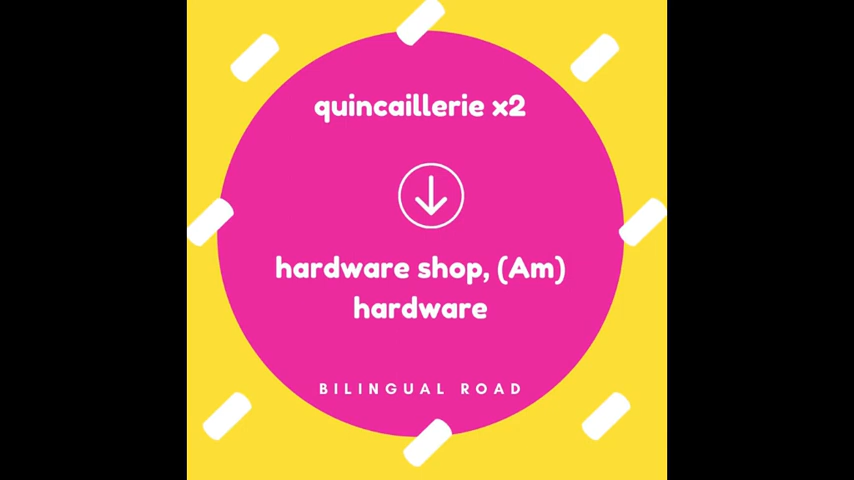 quincaillerie x2
hardware shop, (Am)
hardware
BILINGUAL ROAD